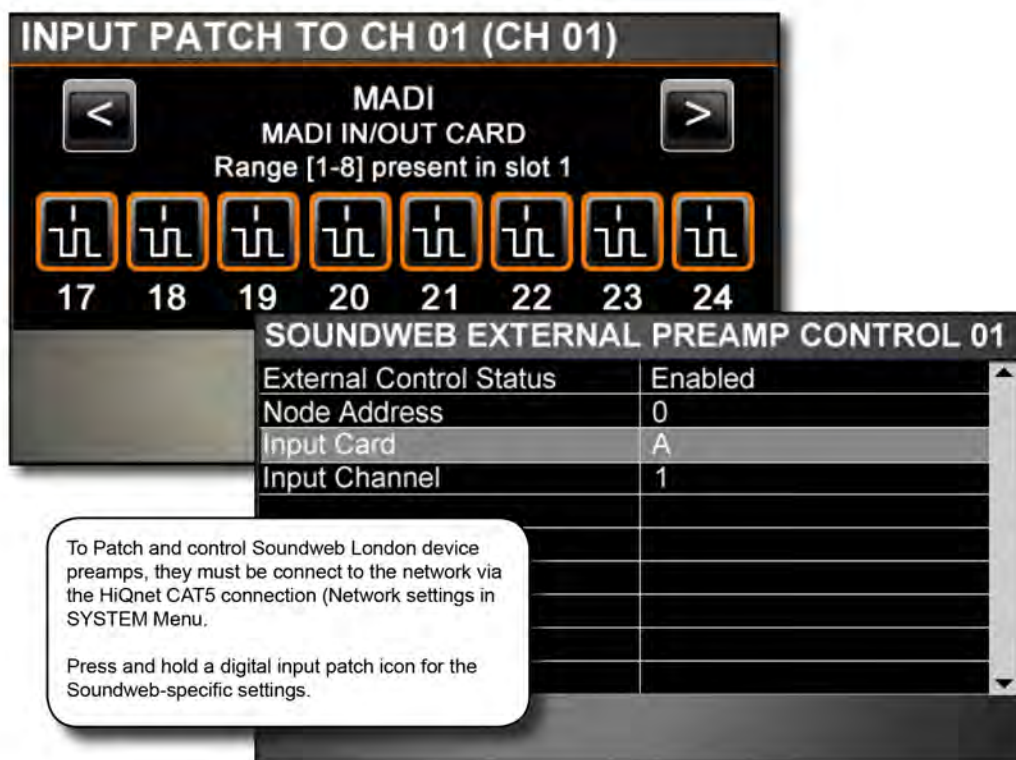 INPUT PATCH TO CH 01 (CH 01)
<
MADI
>
MADI IN/OUT CARD
Range [1-8] present in slot 1
17 18 19 20 21 22 23 24
SOUNDWEB EXTERNAL PREAMP CONTROL 01
External Control Status Enabled
Node Address 0
Input Card A
Input Channel 1
To Patch and control Soundweb London device
preamps, they must be connect to the network via
the HiQnet CAT5 connection (Network settings in
SYSTEM Menu.
Press and hold a digital input patch icon for the
Soundweb-specific settings.